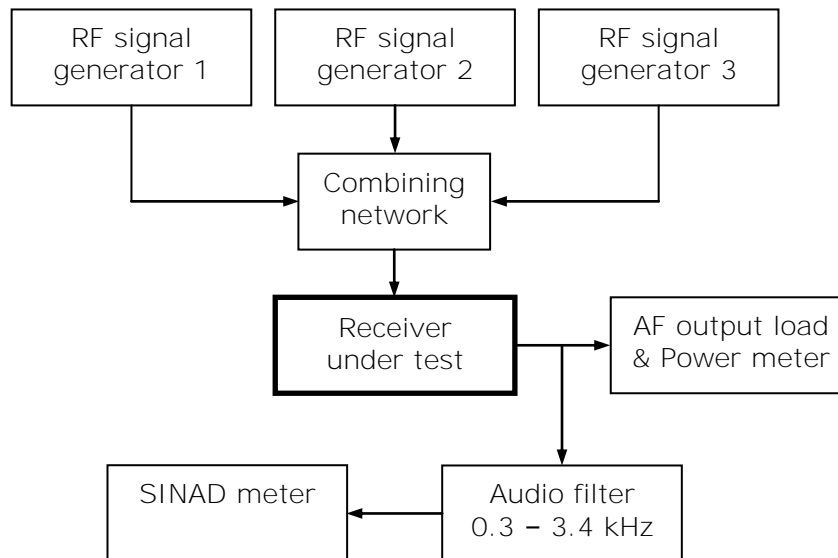 RF signal
generator 1
RF signal
generator 2
RF signal
generator 3
Combining
network
Receiver
under test
AF output load
& Power meter
SINAD meter
Audio filter
0.3 – 3.4 kHz